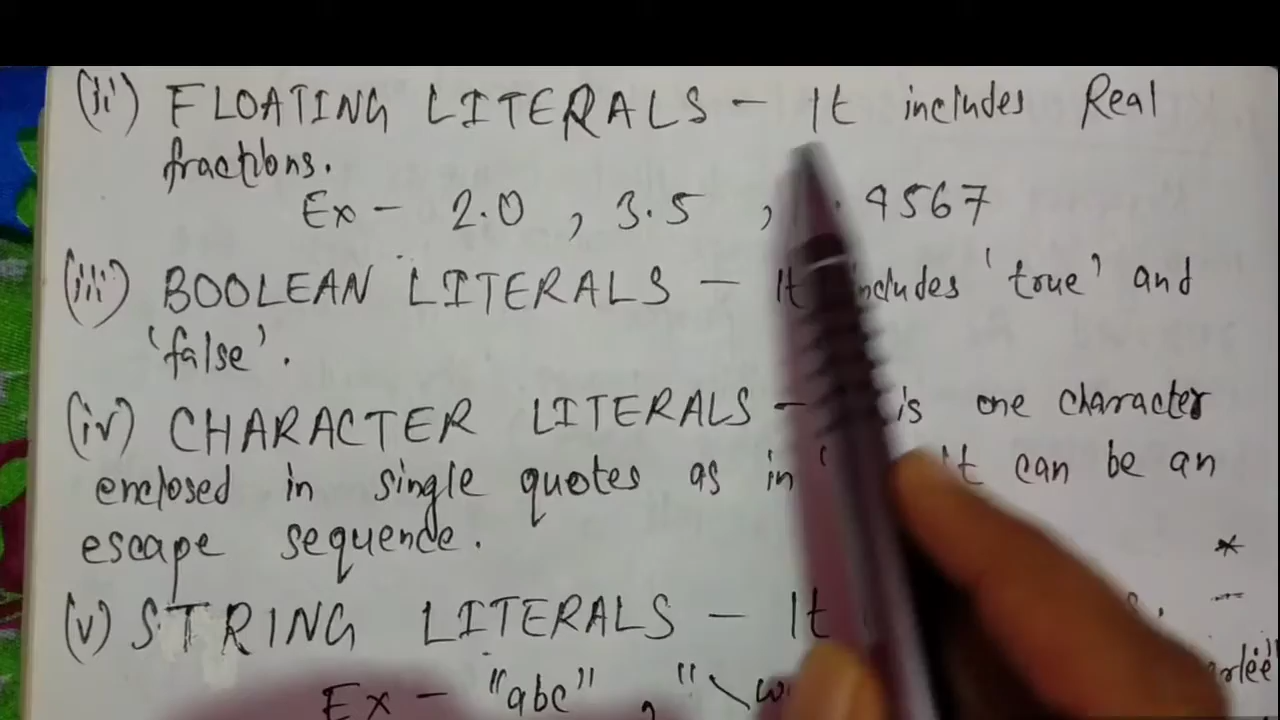 (ii) FLOATING LITERALS - It includes Real
fractions.
Ex - 2.0 , 3.5 , . 4567
(iii) BOOLEAN LITERALS - It includes 'true' and
'false'.
(iv) CHARACTER LITERALS - is one character
enclosed in single quotes as in ' It can be an
escape sequence.
*
(v) STRING LITERALS - It
Ex - "abc" , "\